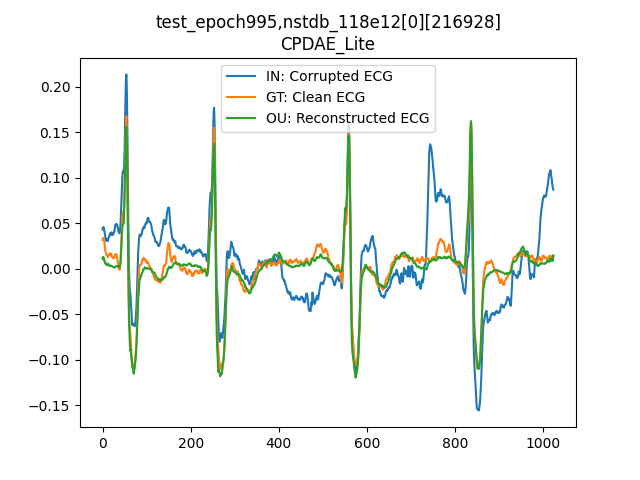 test_epoch995,nstdb_118e12[0][216928]
CPDAE_Lite
IN: Corrupted ECG
GT: Clean ECG
OU: Reconstructed ECG
0.20
0.15
0.10
0.05
0.00
−0.05
−0.10
−0.15
0 200 400 600 800 1000